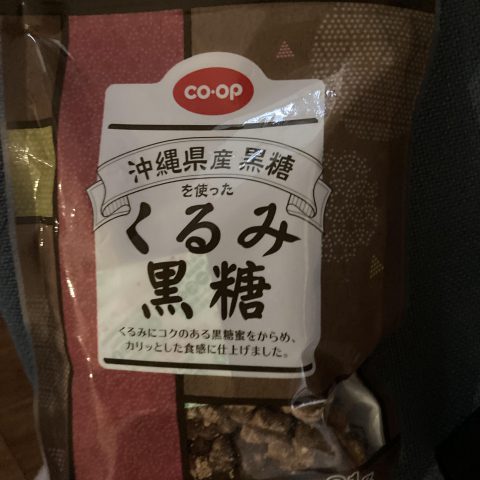 CO·OP
沖縄県産 黒糖
を使った
くるみ
黒糖
くるみにコクのある黒糖蜜をからめ、
カリッとした食感に仕上げました。